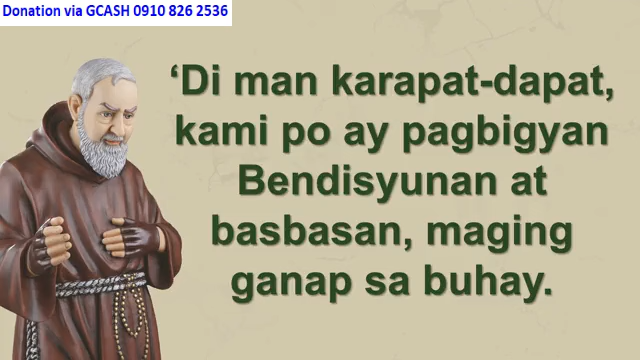 Donation via GCASH 0910 826 2536
‘Di man karapat-dapat,
kami po ay pagbigyan
Bendisyunan at
basbasan, maging
ganap sa buhay.